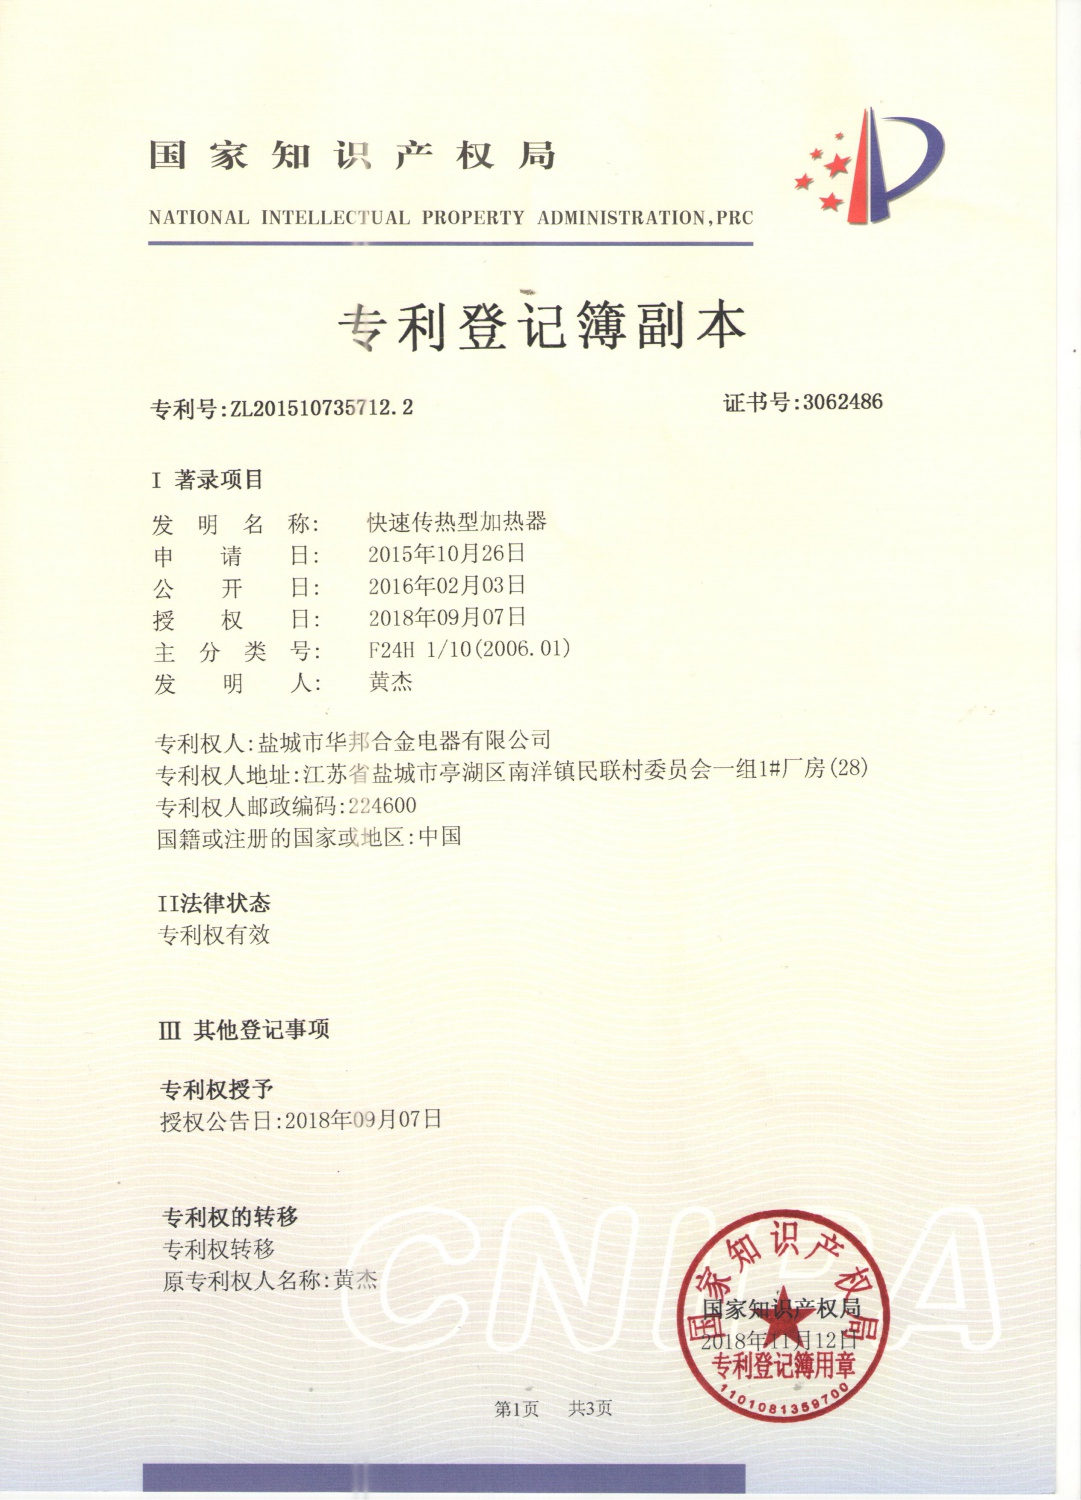 国家知识产权局
NATIONAL INTELLECTUAL PROPERTY ADMINISTRATION,PRC
专利登记簿副本
专利号:ZL201510735712.2
证书号:3062486
I 著录项目
发明名称: 快速传热型加热器
申请日: 2015年10月26日
公开日: 2016年02月03日
授权日: 2018年09月07日
主分类号: F24H 1/10(2006.01)
发明人: 黄杰
专利权人:盐城市华邦合金电器有限公司
专利权人地址:江苏省盐城市亭湖区南洋镇民联村委员会一组1#厂房(28)
专利权人邮政编码:224600
国籍或注册的国家或地区:中国
II法律状态
专利权有效
III 其他登记事项
专利权授予
授权公告日:2018年09月07日
专利权的转移
专利权转移
原专利权人名称:黄杰
CNIPA
国家知识产权局
国家知识产权局
2018年11月12日
专利登记簿用章
1101081359700
第1页 共3页